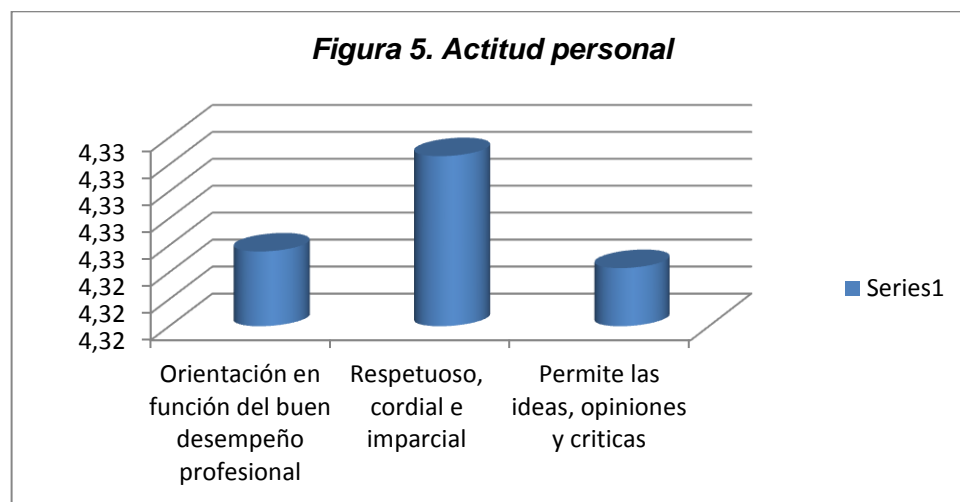 Figura 5. Actitud personal
4,33
4,33
4,33
4,33
4,33
4,32
4,32
4,32
Orientación en
función del buen
desempeño
profesional
Respetuoso,
cordial e
imparcial
Permite las
ideas, opiniones
y criticas
Series1